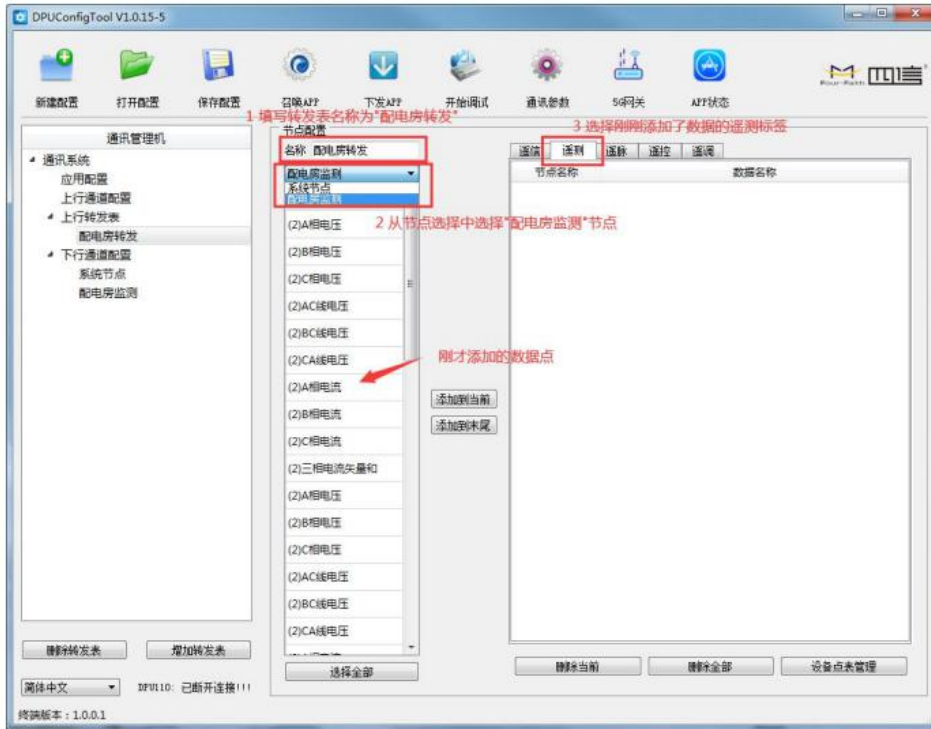 DPUConfigTool V1.0.15-5
新建配置
打开配置
保存配置
召唤APP
下发APP
开始调试
通讯参数
5G网关
APP状态
Four-Faith 四信
1 填写转发表名称为"配电房转发"
3 选择刚刚添加了数据的遥测标签
通讯管理机
通讯系统
应用配置
上行通道配置
上行转发表
配电房转发
下行通道配置
系统节点
配电房监测
节点配置
名称 配电房转发
配电房监测
系统节点
配电房监测
2 从节点选择中选择"配电房监测"节点
(2)A相电压
(2)B相电压
(2)C相电压
(2)AC线电压
(2)BC线电压
(2)CA线电压
(2)A相电流
(2)B相电流
(2)C相电流
(2)三相电流矢量和
(2)A相电压
(2)B相电压
(2)C相电压
(2)AC线电压
(2)BC线电压
(2)CA线电压
刚才添加的数据点
添加到当前
添加到末尾
选择全部
遥信 遥测 遥脉 遥控 遥调
节点名称 数据名称
删除转发表
增加转发表
删除当前
删除全部
设备点表管理
简体中文
DPU110: 已断开连接!!!
终端版本：1.0.0.1